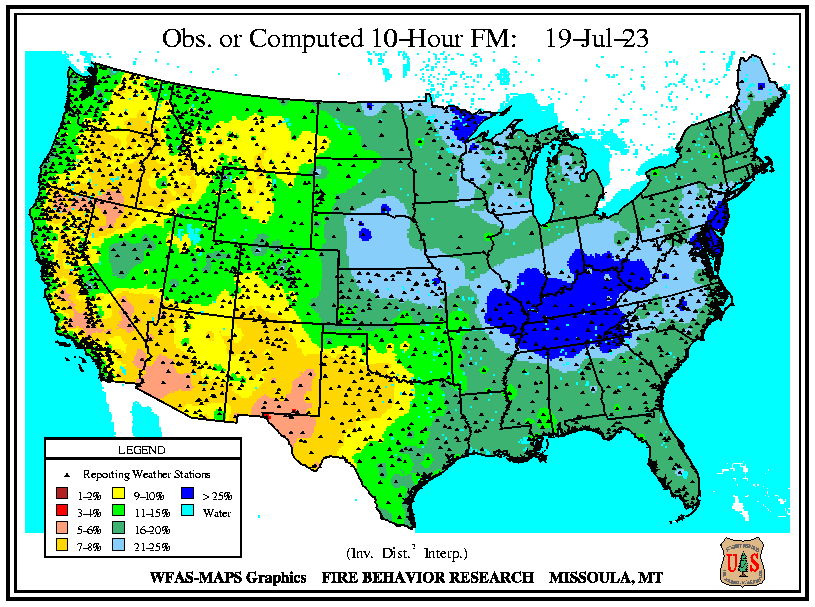 Obs. or Computed 10-Hour FM:    19-Jul-23
LEGEND
Reporting Weather Stations
1-2%    9-10%    > 25%
3-4%    11-15%    Water
5-6%    16-20%
7-8%    21-25%
(Inv. Dist.² Interp.)
WFAS-MAPS Graphics    FIRE BEHAVIOR RESEARCH    MISSOULA, MT
U S